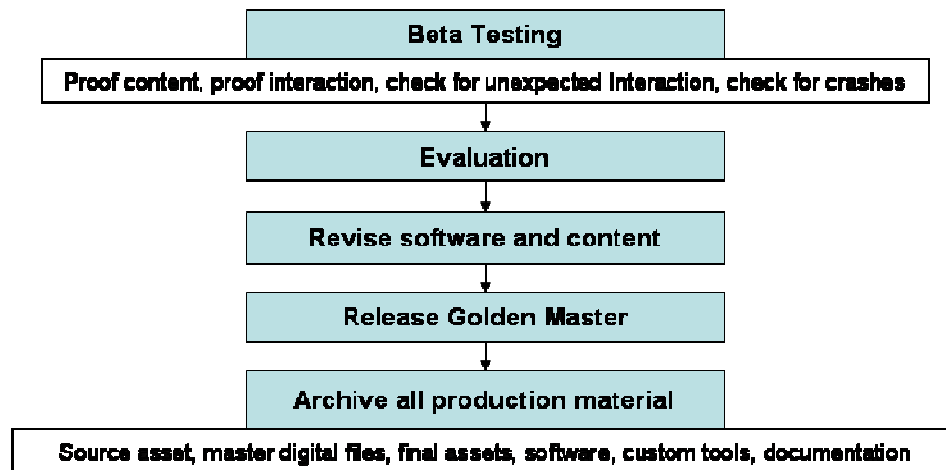 Beta Testing
Proof content, proof interaction, check for unexpected Interaction, check for crashes
Evaluation
Revise software and content
Release Golden Master
Archive all production material
Source asset, master digital files, final assets, software, custom tools, documentation